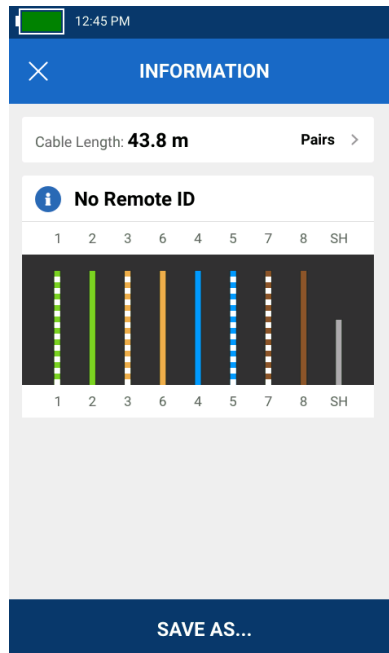 12:45 PM
INFORMATION
Cable Length: 43.8 m Pairs >
i No Remote ID
1 2 3 6 4 5 7 8 SH
1 2 3 6 4 5 7 8 SH
SAVE AS...